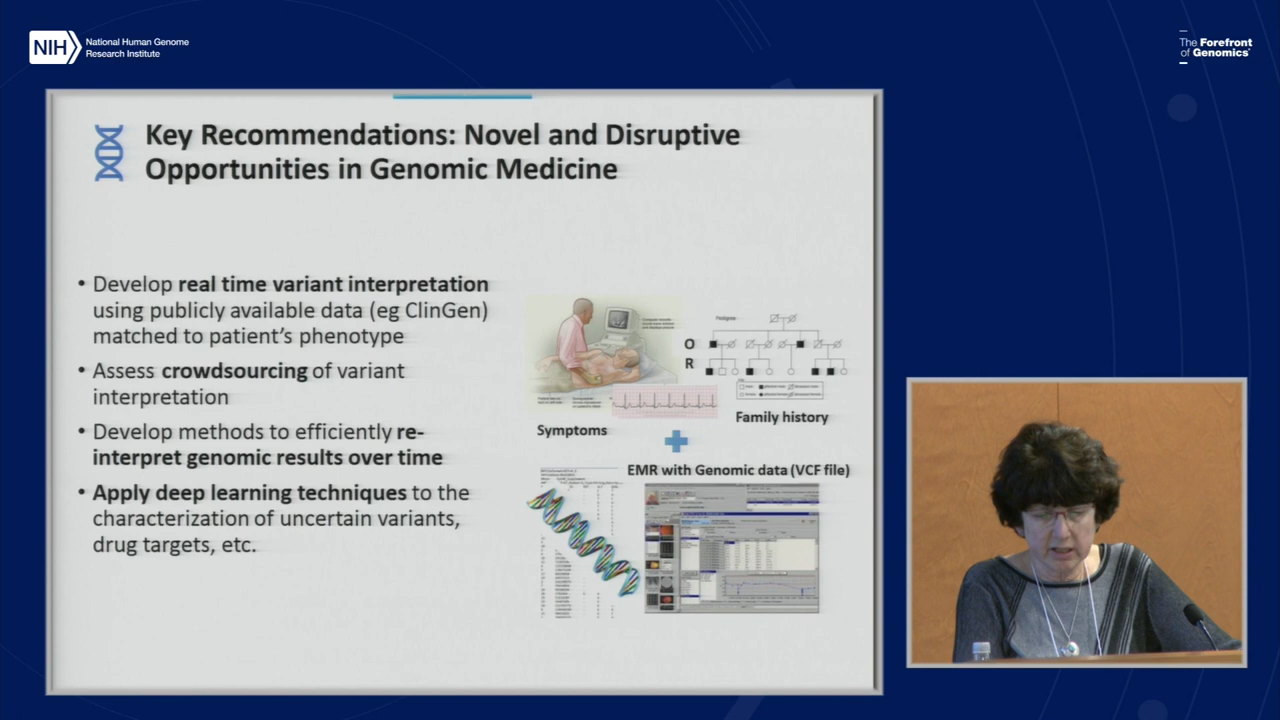 NIH
National Human Genome
Research Institute
The Forefront
of Genomics
Key Recommendations: Novel and Disruptive
Opportunities in Genomic Medicine
• Develop real time variant interpretation
using publicly available data (eg ClinGen)
matched to patient's phenotype
• Assess crowdsourcing of variant
interpretation
• Develop methods to efficiently re-
interpret genomic results over time
• Apply deep learning techniques to the
characterization of uncertain variants,
drug targets, etc.
O
R
Family history
Symptoms
EMR with Genomic data (VCF file)